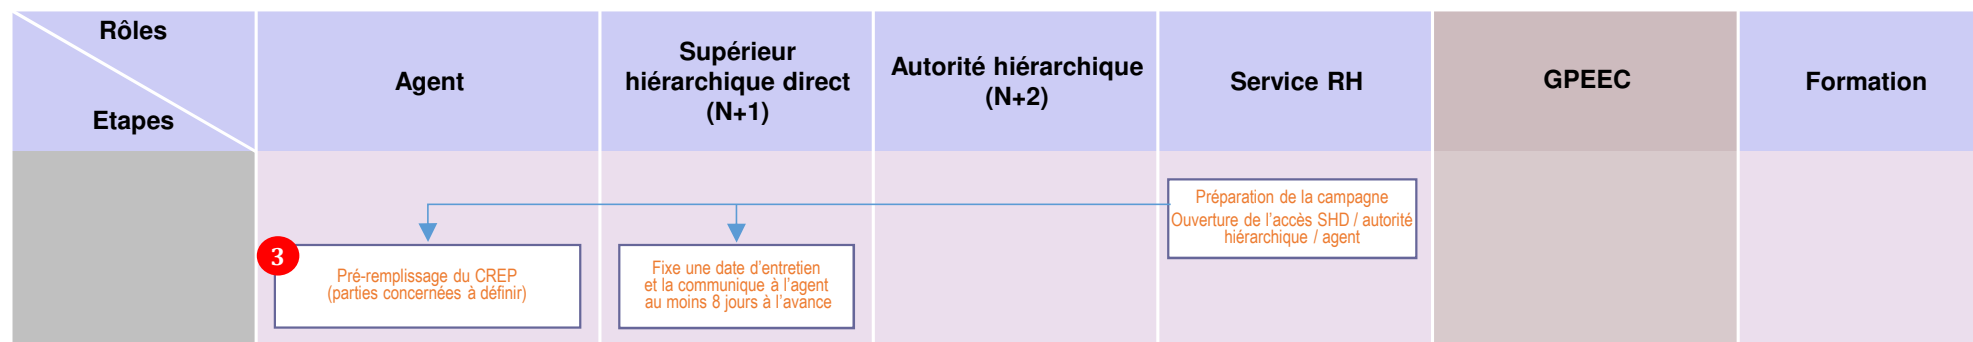 Rôles
Etapes
Agent
Supérieur
hiérarchique direct
(N+1)
Autorité hiérarchique
(N+2)
Service RH
GPEEC
Formation
Préparation de la campagne
Ouverture de l'accès SHD / autorité
hiérarchique / agent
3
Pré-remplissage du CREP
(parties concernées à définir)
Fixe une date d'entretien
et la communique à l'agent
au moins 8 jours à l'avance